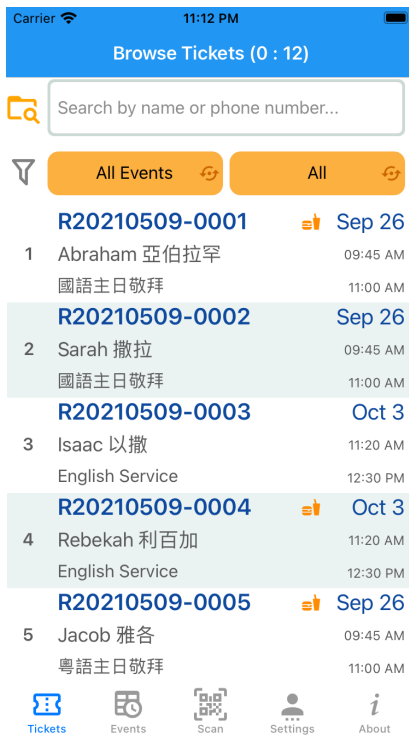 Carrier 11:12 PM
Browse Tickets (0 : 12)
Search by name or phone number...
All Events All
R20210509-0001 Sep 26
1 Abraham 亞伯拉罕 09:45 AM
國語主日敬拜 11:00 AM
R20210509-0002 Sep 26
2 Sarah 撒拉 09:45 AM
國語主日敬拜 11:00 AM
R20210509-0003 Oct 3
3 Isaac 以撒 11:20 AM
English Service 12:30 PM
R20210509-0004 Oct 3
4 Rebekah 利百加 11:20 AM
English Service 12:30 PM
R20210509-0005 Sep 26
5 Jacob 雅各 09:45 AM
粵語主日敬拜 11:00 AM
Tickets Events Scan Settings About